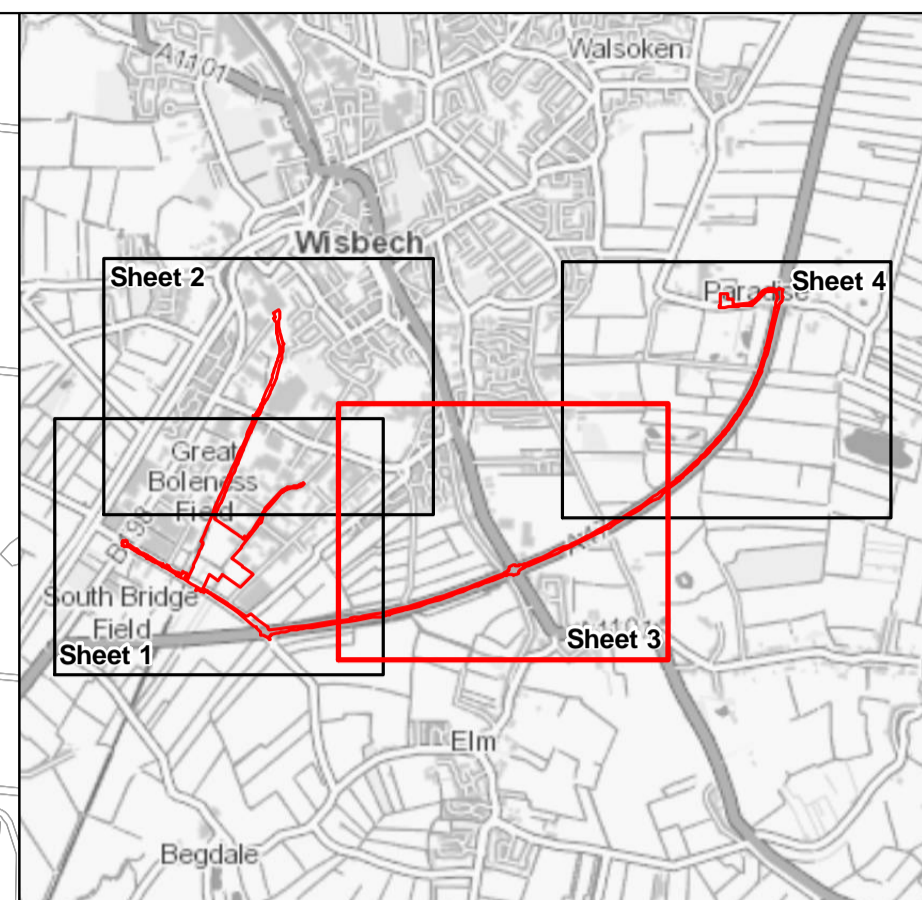 A1101
Walsoken
Wisbech
Sheet 2
Sheet 4
Paradise
Great
Boleness
Field
South Bridge
Field
Sheet 1
Sheet 3
Elm
Begdale